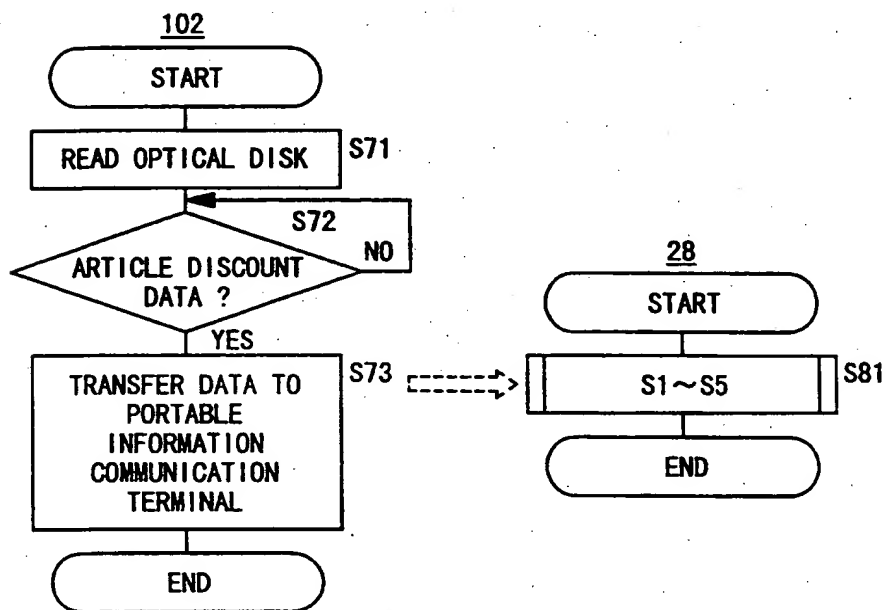 102
START
READ OPTICAL DISK
S71
S72
NO
ARTICLE DISCOUNT
DATA ?
YES
TRANSFER DATA TO
PORTABLE
INFORMATION
COMMUNICATION
TERMINAL
S73
END
28
START
S1～S5
S81
END